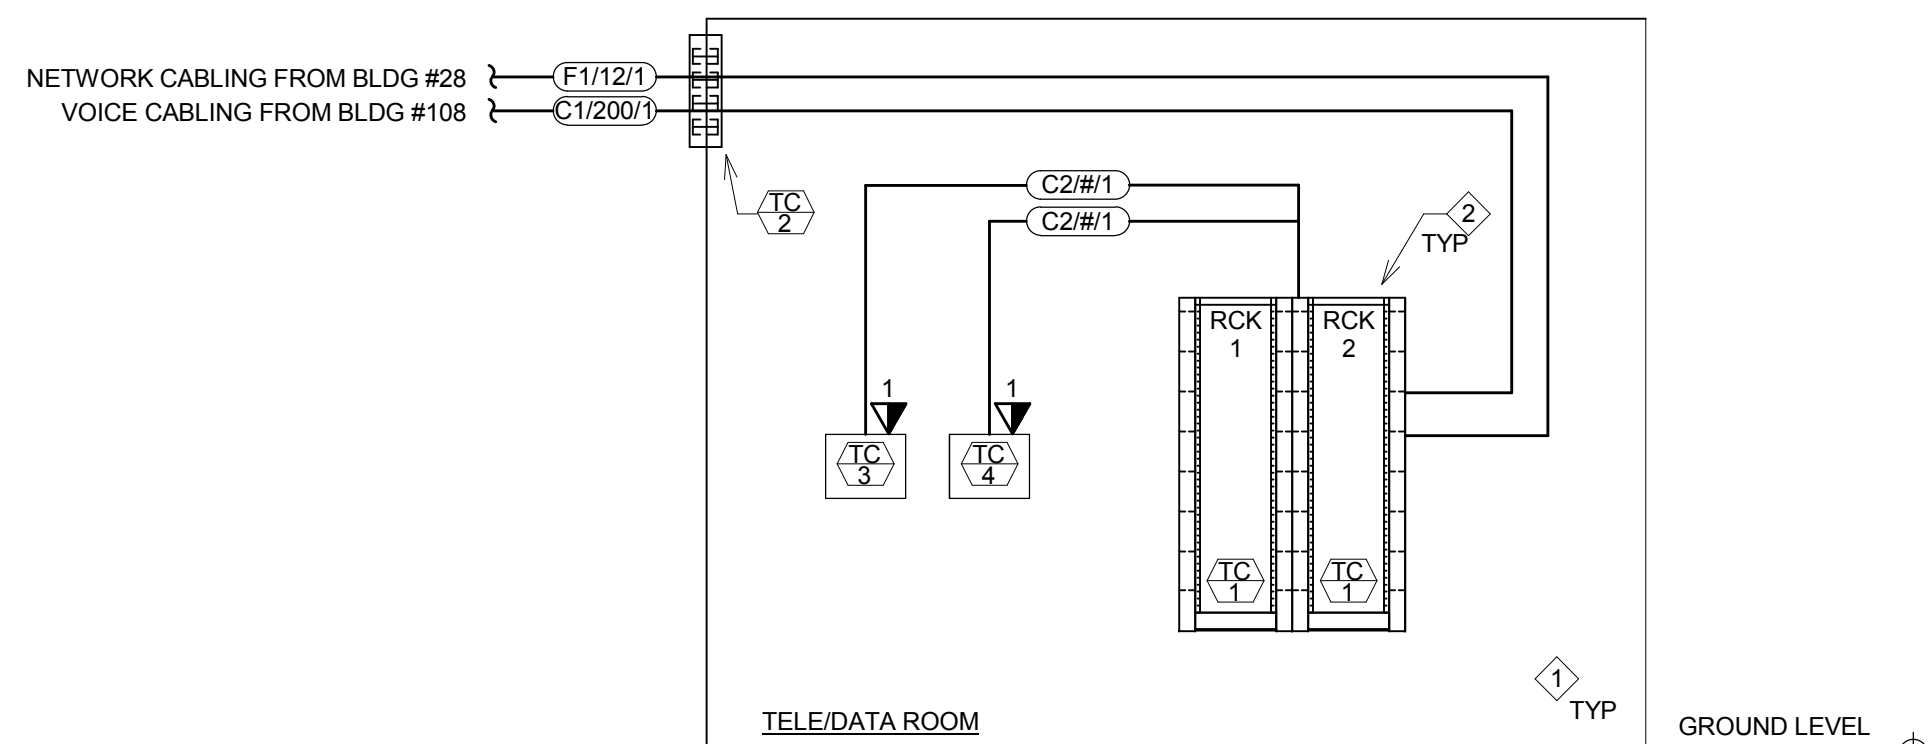 NETWORK CABLING FROM BLDG #28
F1/12/1
VOICE CABLING FROM BLDG #108
C1/200/1
C2/#/1
TC
2
C2/#/1
2
TYP
RCK
1
RCK
2
1
1
TC
3
TC
4
TC
1
TC
1
1
TYP
TELE/DATA ROOM
GROUND LEVEL